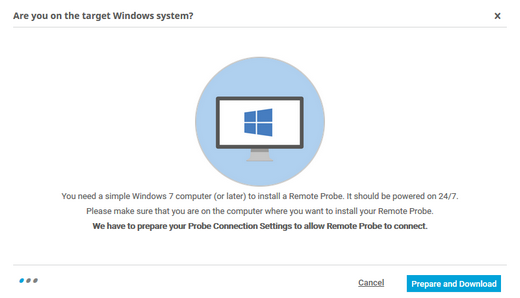 Are you on the target Windows system?
You need a simple Windows 7 computer (or later) to install a Remote Probe. It should be powered on 24/7.
Please make sure that you are on the computer where you want to install your Remote Probe.
We have to prepare your Probe Connection Settings to allow Remote Probe to connect.
Cancel
Prepare and Download